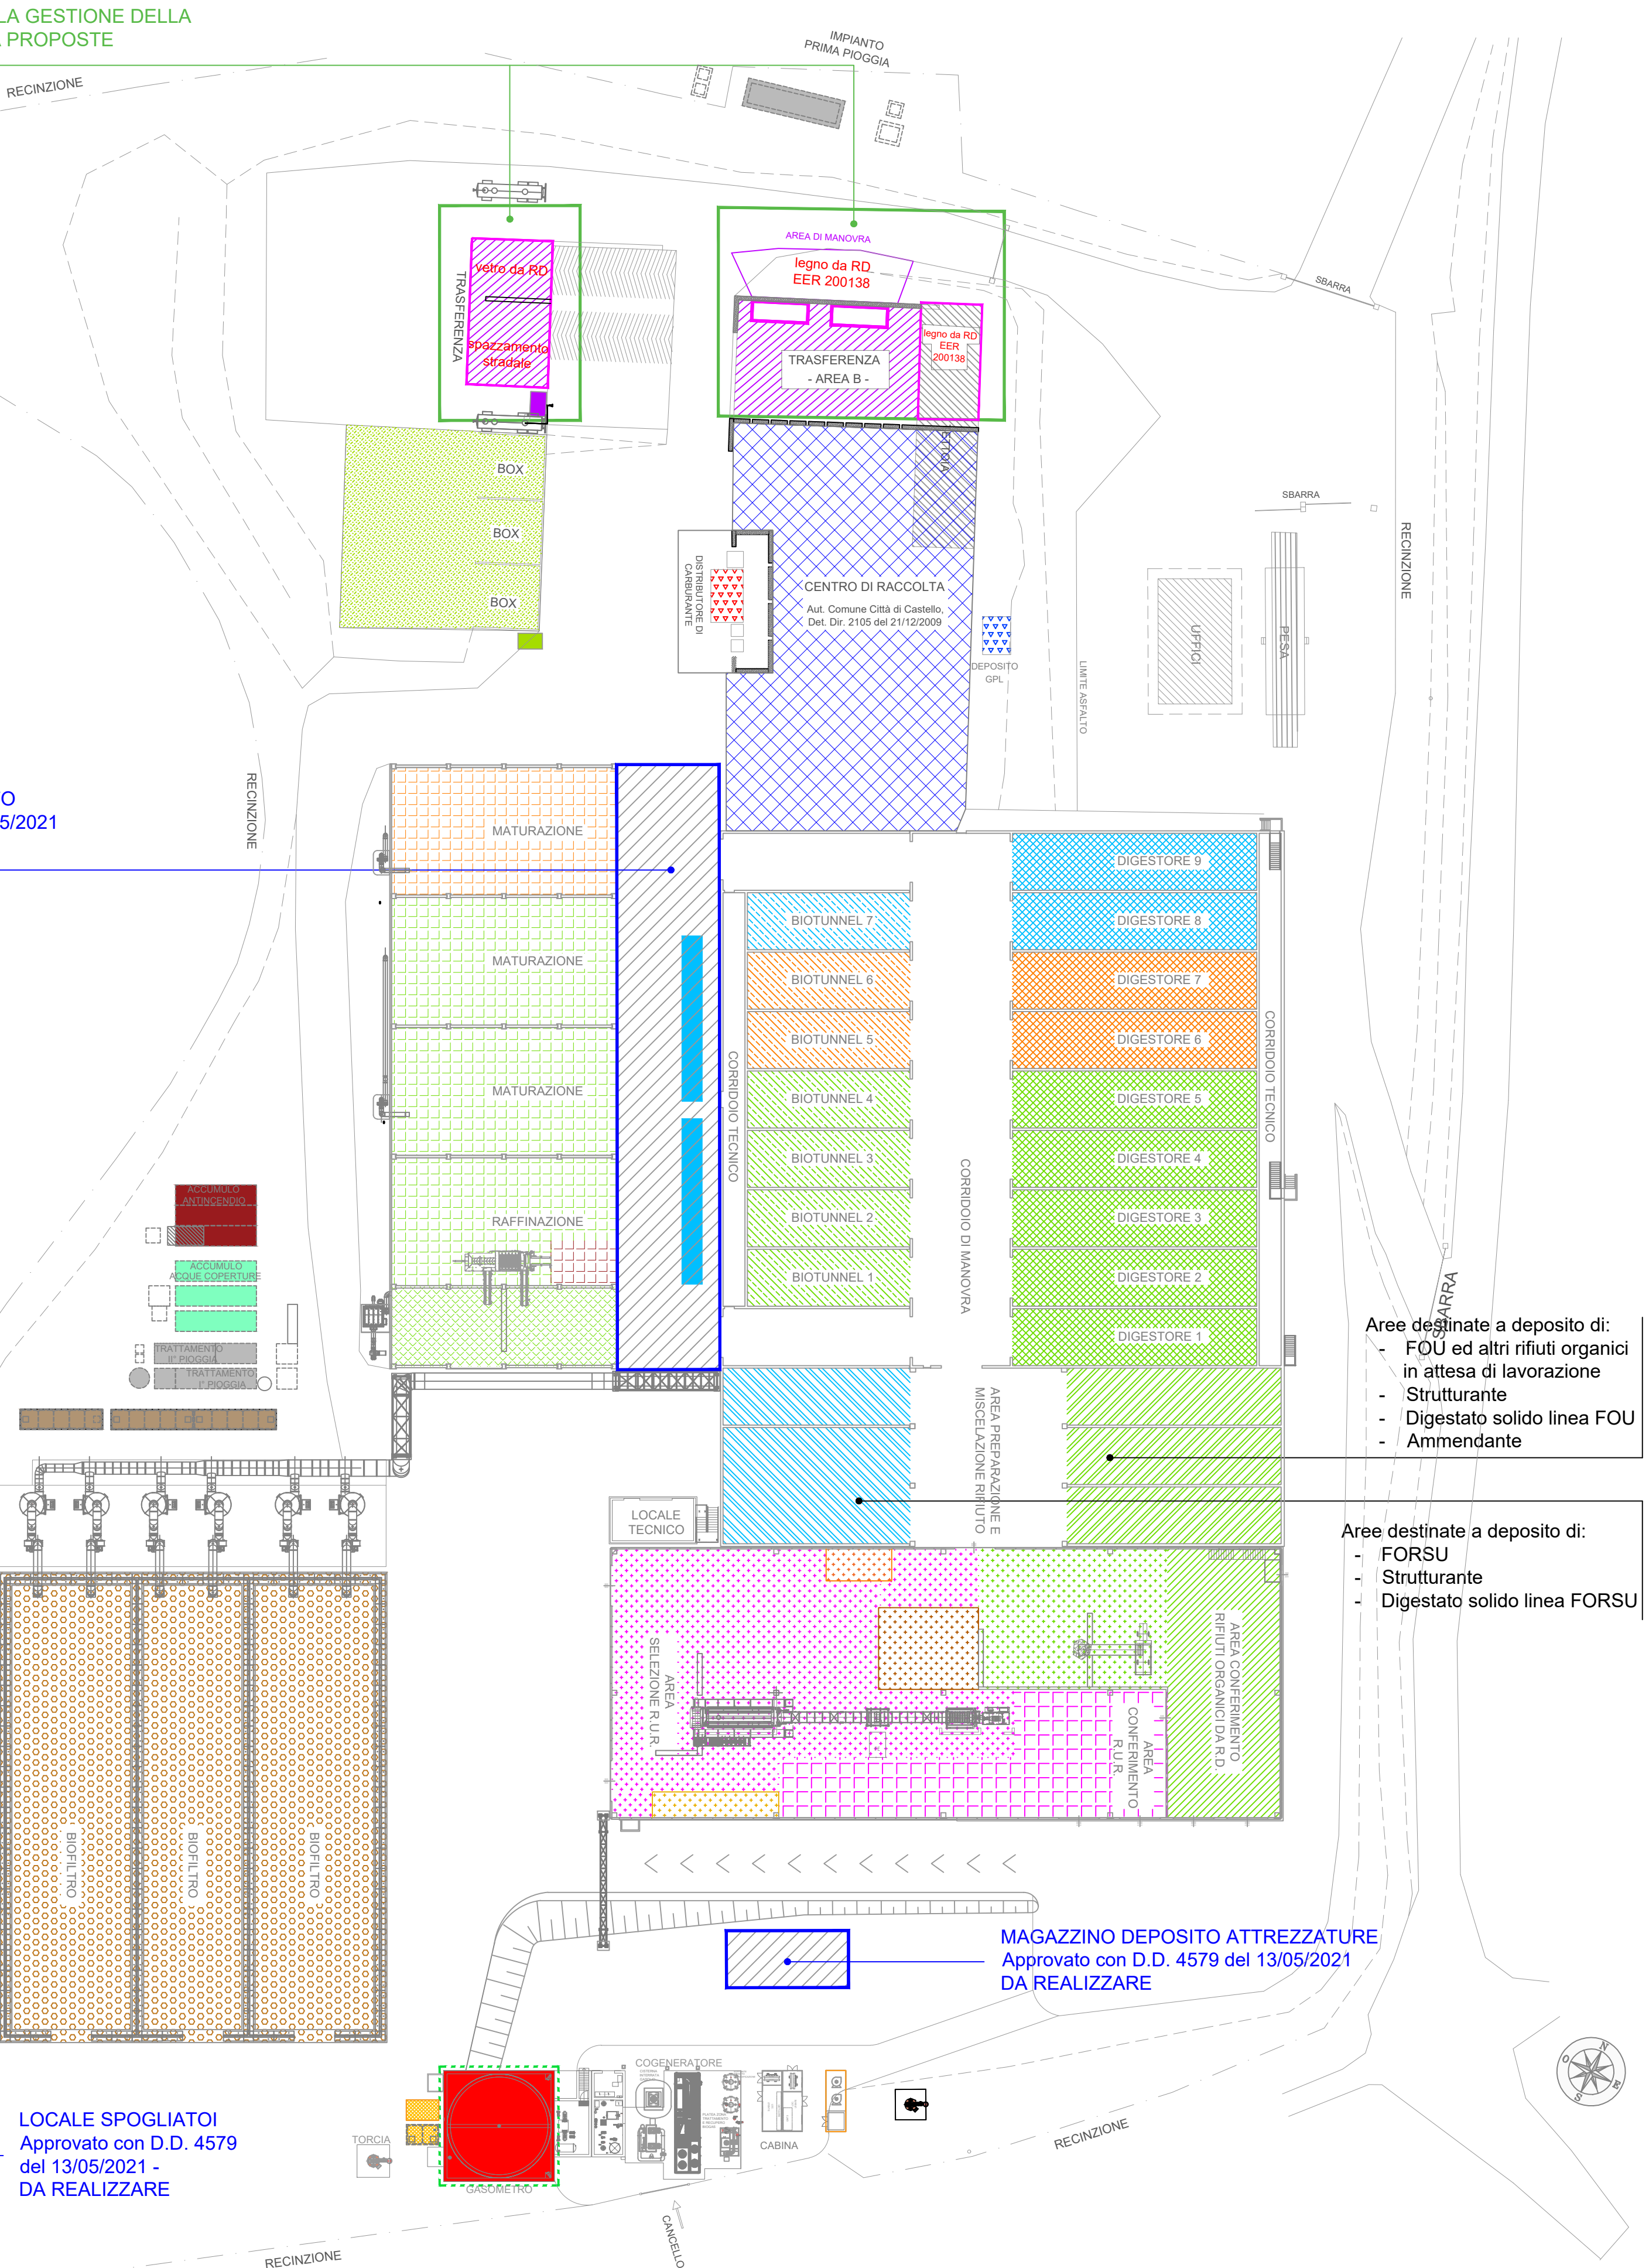 LA GESTIONE DELLA
PROPOSTE
IMPIANTO
PRIMA PIOGGIA
RECINZIONE
AREA DI MANOVRA
legno da RD
EER 200138
SBARRA
vetro da RD
TRASFERENZA
spazzamento
stradale
legno da RD
EER
200138
TRASFERENZA
- AREA B -
BOX
BOX
BOX
SBARRA
RECINZIONE
DISTRIBUTORE DI
CARBURANTE
CENTRO DI RACCOLTA
Aut. Comune Città di Castello,
Det. Dir. 2105 del 21/12/2009
DEPOSITO
GPL
LIMITE ASFALTO
UFFICI
PESA
RECINZIONE
5/2021
MATURAZIONE
MATURAZIONE
MATURAZIONE
RAFFINAZIONE
CORRIDOIO TECNICO
BIOTUNNEL 7
BIOTUNNEL 6
BIOTUNNEL 5
BIOTUNNEL 4
BIOTUNNEL 3
BIOTUNNEL 2
BIOTUNNEL 1
CORRIDOIO DI MANOVRA
DIGESTORE 9
DIGESTORE 8
DIGESTORE 7
DIGESTORE 6
DIGESTORE 5
DIGESTORE 4
DIGESTORE 3
DIGESTORE 2
DIGESTORE 1
CORRIDOIO TECNICO
ACCUMULO
ANTINCENDIO
ACCUMULO
ACQUE COPERTURE
TRATTAMENTO
II° PIOGGIA
TRATTAMENTO
I° PIOGGIA
SBARRA
Aree destinate a deposito di:
- FOU ed altri rifiuti organici
in attesa di lavorazione
- Strutturante
- Digestato solido linea FOU
- Ammendante
AREA PREPARAZIONE E
MISCELAZIONE RIFIUTO
LOCALE
TECNICO
Aree destinate a deposito di:
- FORSU
- Strutturante
- Digestato solido linea FORSU
AREA
SELEZIONE R.U.R.
AREA
CONFERIMENTO
R.U.R.
AREA CONFERIMENTO
RIFIUTI ORGANICI DA R.D.
BIOFILTRO
BIOFILTRO
BIOFILTRO
MAGAZZINO DEPOSITO ATTREZZATURE
Approvato con D.D. 4579 del 13/05/2021
DA REALIZZARE
N
O
S
LOCALE SPOGLIATOI
Approvato con D.D. 4579
del 13/05/2021 -
DA REALIZZARE
TORCIA
GASOMETRO
COGENERATORE
CABINA
RECINZIONE
CANCELLO
RECINZIONE